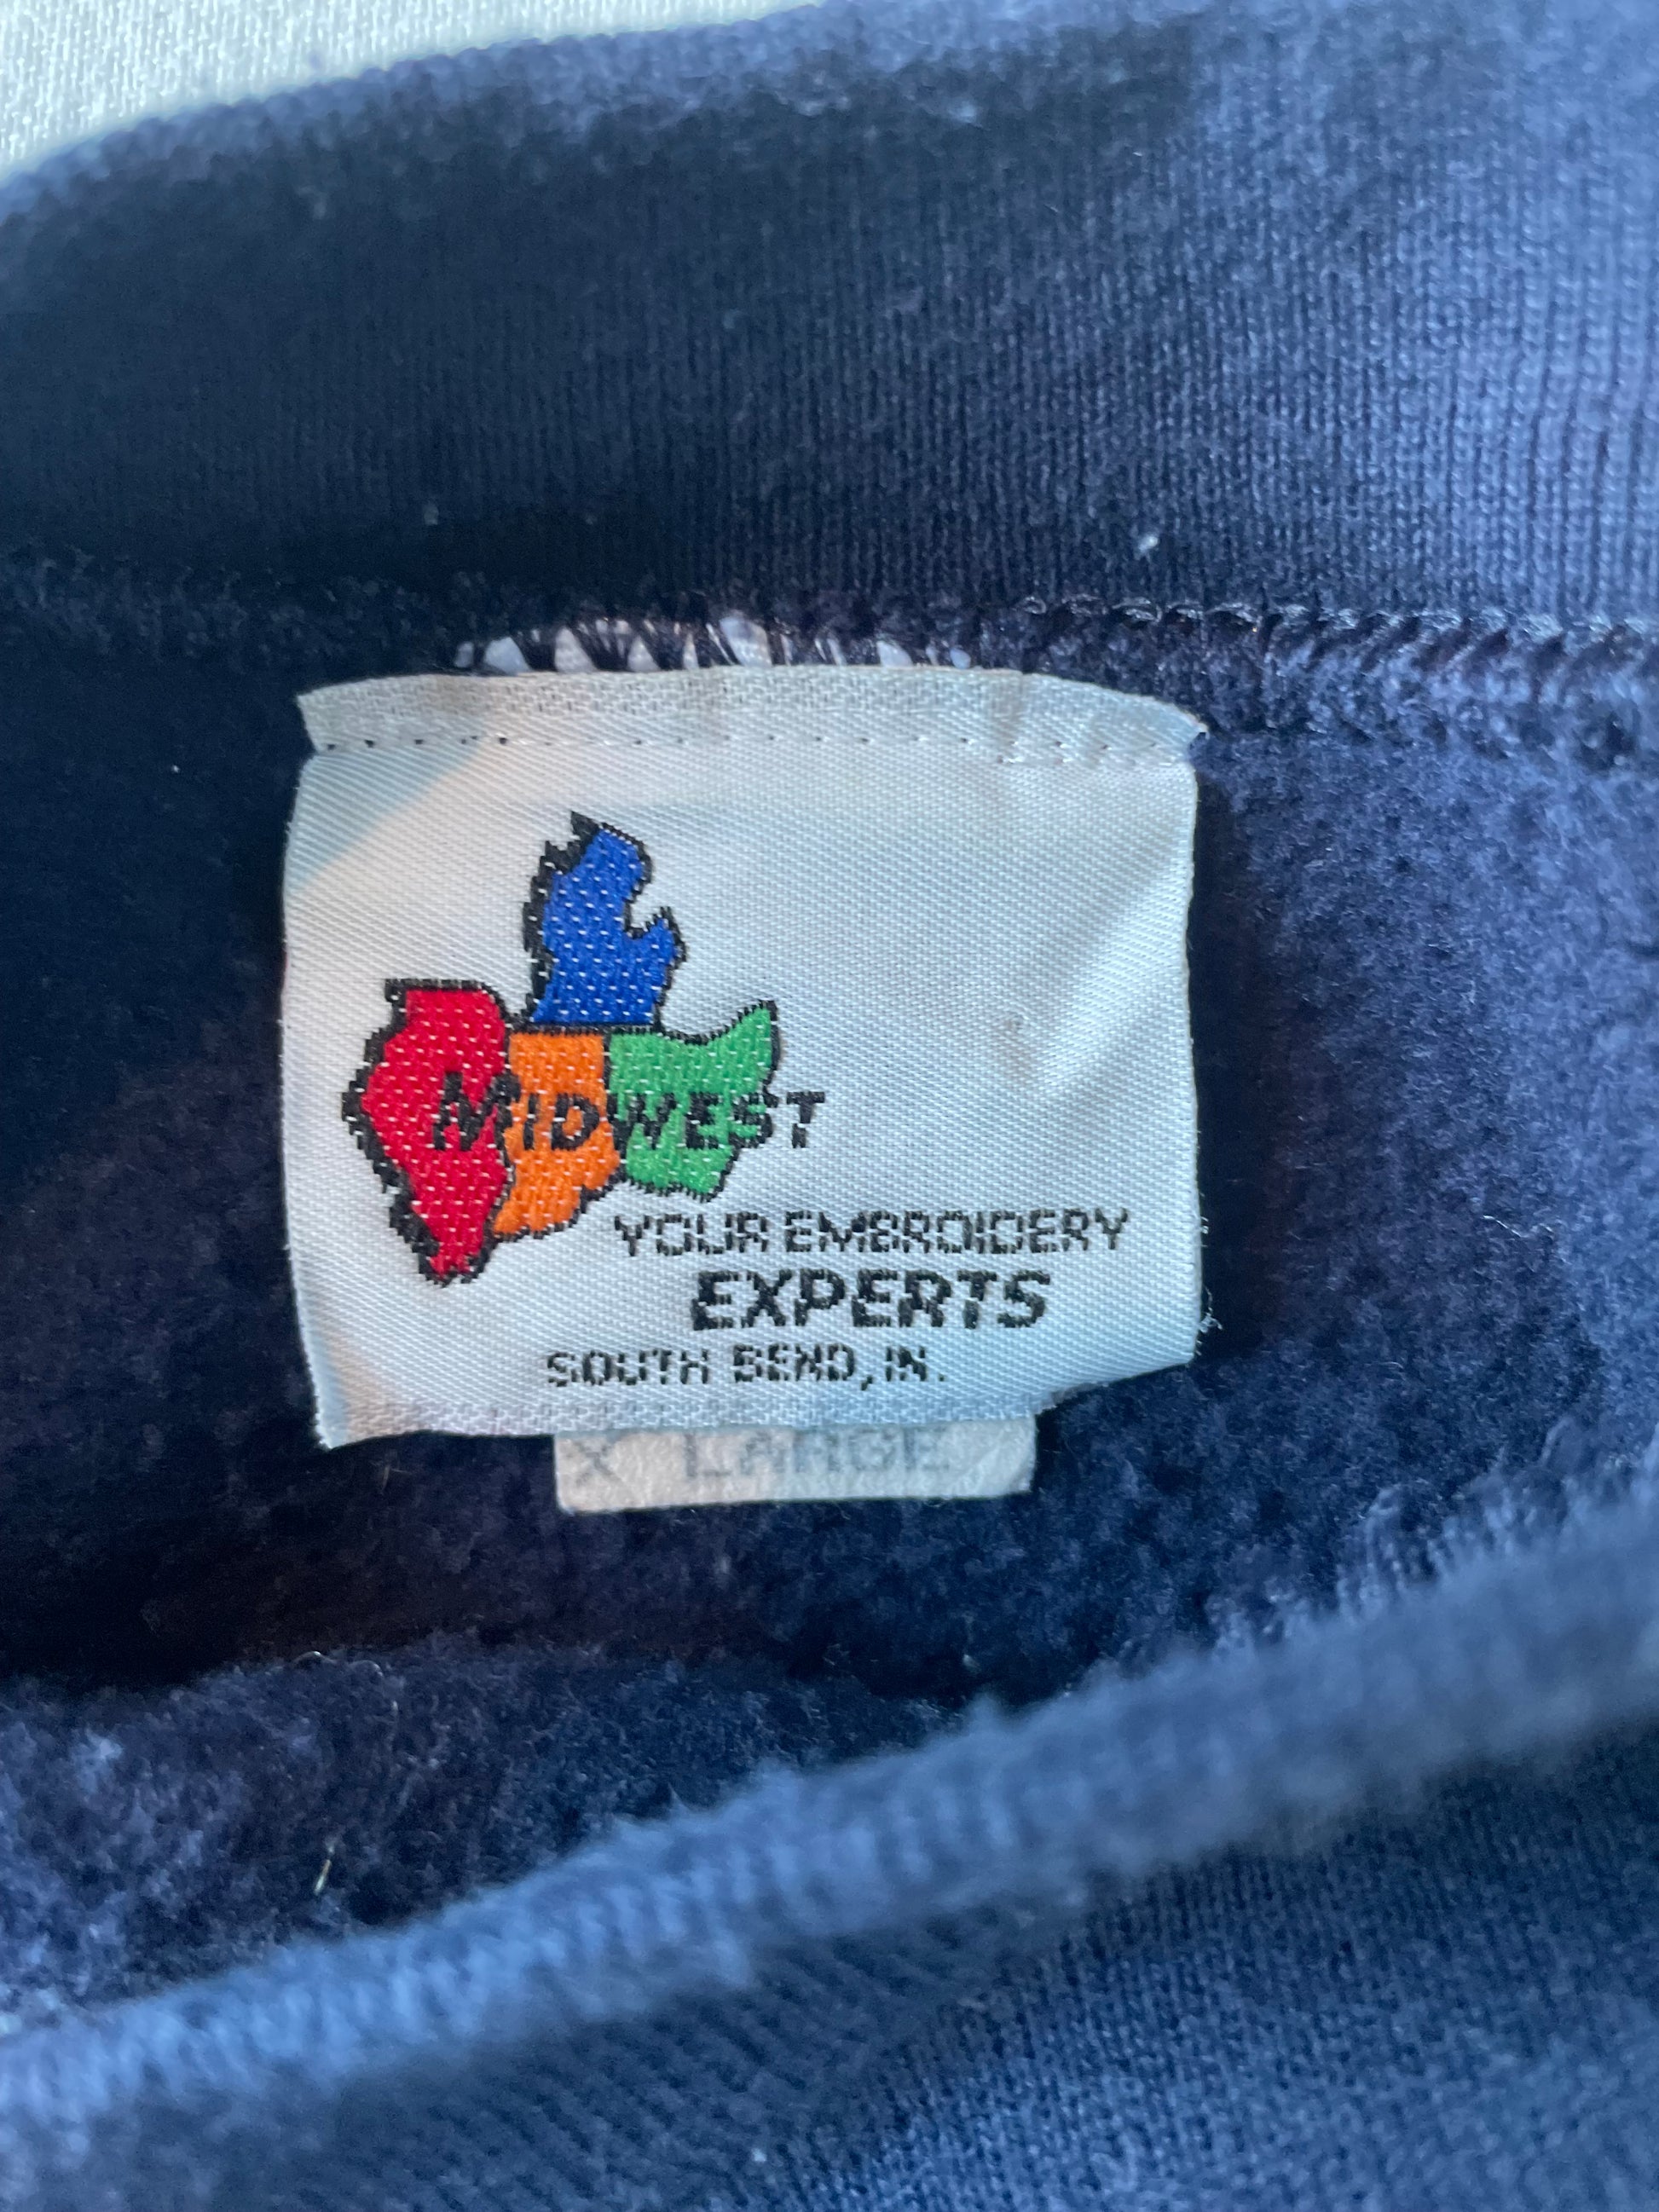 MIDWEST
YOUR EMBROIDERY
EXPERTS
SOUTH BEND, IN.
X LARGE